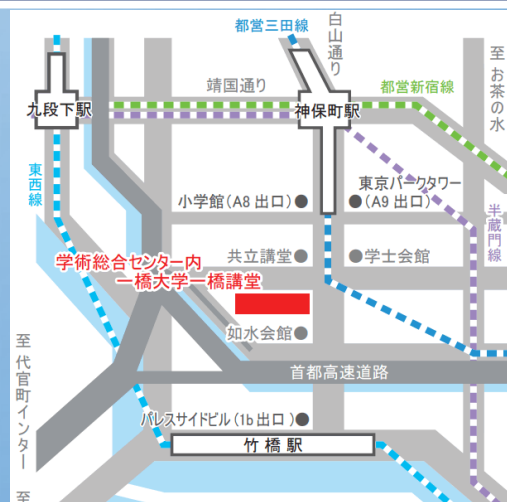 都営三田線
白山通り
靖国通り
都営新宿線
至 お茶の水
九段下駅
神保町駅
東西線
小学館(A8 出口)●
東京パークタワー
●(A9 出口)
半蔵門線
共立講堂●
●学士会館
学術総合センター内
一橋大学一橋講堂
如水会館●
至 代官町インター
首都高速道路
パレスサイドビル(1b 出口)●
竹橋駅
至